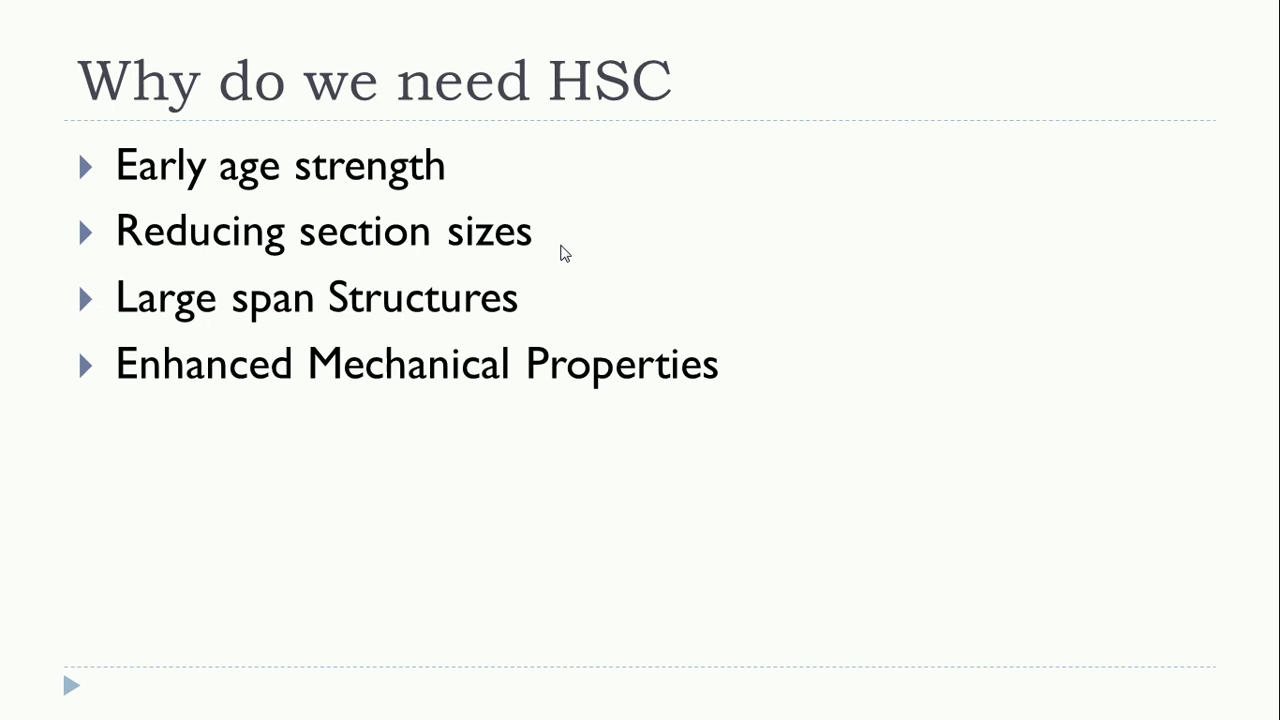 Why do we need HSC
Early age strength
Reducing section sizes
Large span Structures
Enhanced Mechanical Properties